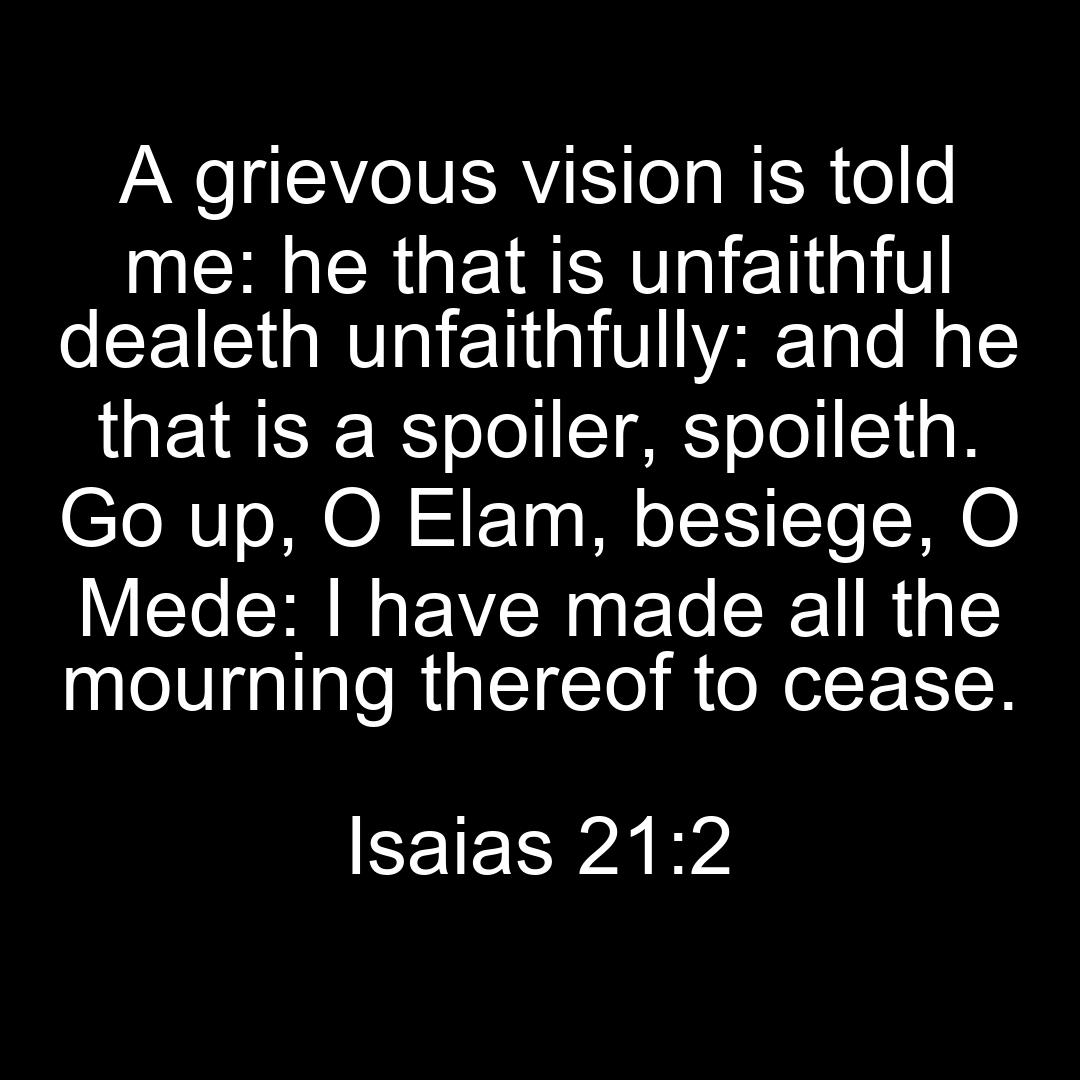 A grievous vision is told
me: he that is unfaithful
dealeth unfaithfully: and he
that is a spoiler, spoileth.
Go up, O Elam, besiege, O
Mede: I have made all the
mourning thereof to cease.
Isaias 21:2